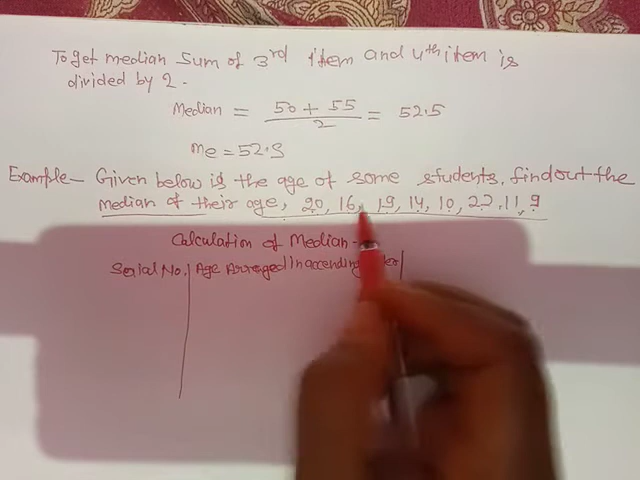 To get median sum of 3rd item and 4th item is
divided by 2.
Median = 50 + 55 / 2 = 52.5
Me = 52.5
Example - Given below is the age of some students. findout the
Median of their age, 20, 16, 19, 14, 10, 22, 11, 9
Calculation of Median -
Serial No. Age Arranged in accending